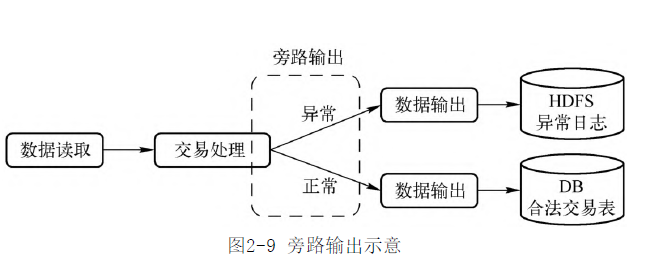 旁路输出
异常
数据输出
HDFS
异常日志
数据读取
交易处理
正常
数据输出
DB
合法交易表
图2-9 旁路输出示意